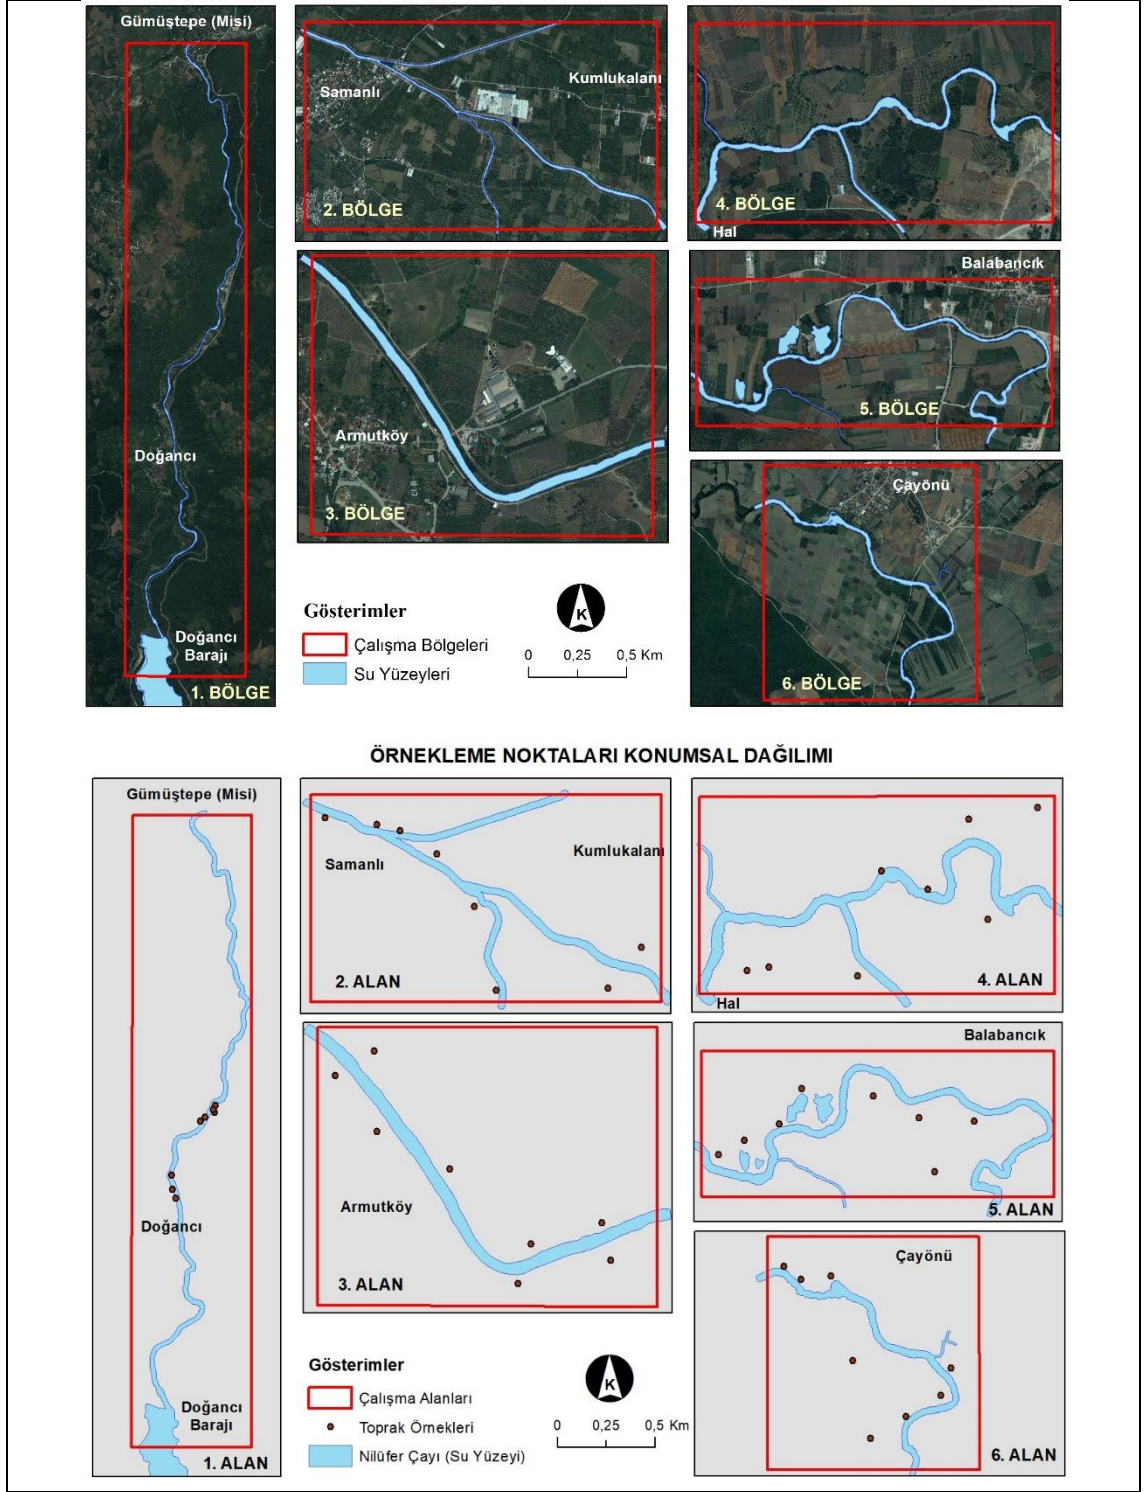 Gümüştepe (Misi)
Doğancı
Doğancı
Barajı
1. BÖLGE
Samanlı
Kumlukalanı
2. BÖLGE
Armutköy
3. BÖLGE
4. BÖLGE
Hal
Balabancık
5. BÖLGE
Çayönü
6. BÖLGE
Gösterimler
Çalışma Bölgeleri
Su Yüzeyleri
K
0 0,25 0,5 Km
ÖRNEKLEME NOKTALARI KONUMSAL DAĞILIMI
Gümüştepe (Misi)
Doğancı
Doğancı
Barajı
1. ALAN
Samanlı
Kumlukalanı
2. ALAN
Armutköy
3. ALAN
4. ALAN
Hal
Balabancık
5. ALAN
Çayönü
6. ALAN
Gösterimler
Çalışma Alanları
Toprak Örnekleri
Nilüfer Çayı (Su Yüzeyi)
K
0 0,25 0,5 Km